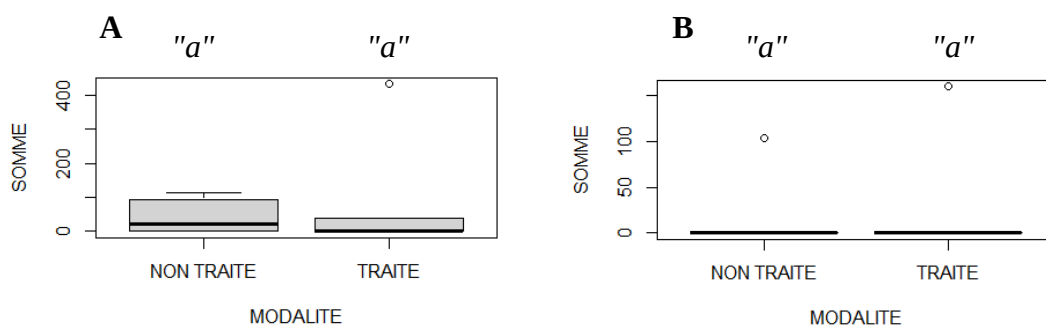 A
"a" "a"
SOMME
400
200
0
NON TRAITE TRAITE
MODALITE
B
"a" "a"
SOMME
100
50
0
NON TRAITE TRAITE
MODALITE